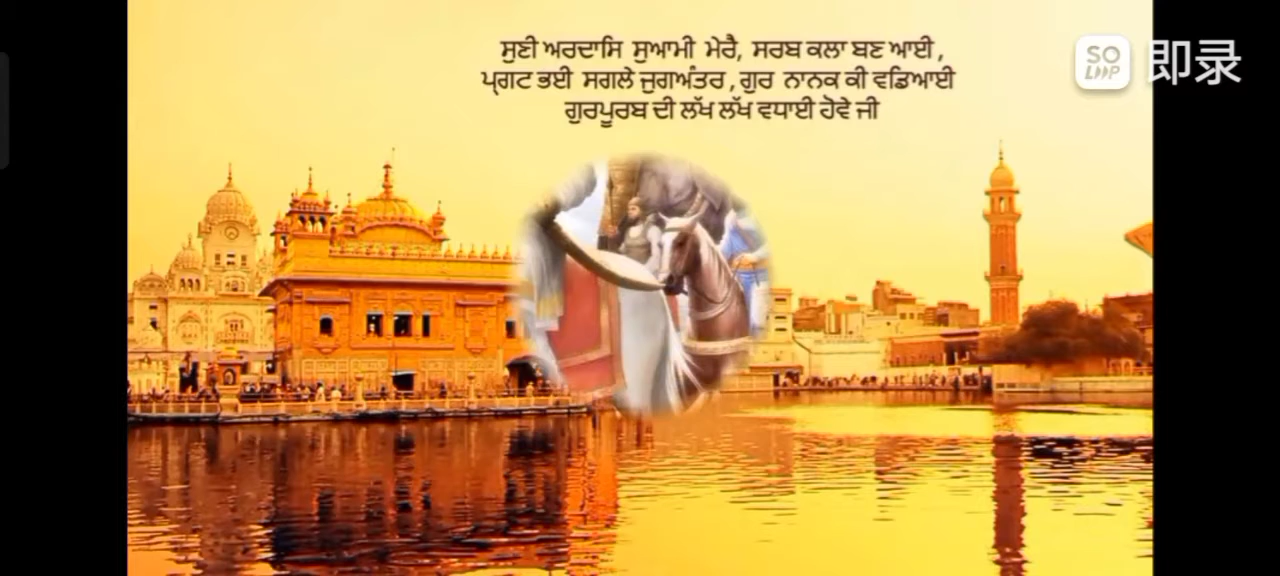 ਸੁਣੀ ਅਰਦਾਸਿ ਸੁਆਮੀ ਮੇਰੈ, ਸਰਬ ਕਲਾ ਬਣ ਆਈ,
ਪ੍ਰਗਟ ਭਈ ਸਗਲੇ ਜੁਗਅੰਤਰ, ਗੁਰ ਨਾਨਕ ਕੀ ਵਡਿਆਈ
ਗੁਰਪੂਰਬ ਦੀ ਲੱਖ ਲੱਖ ਵਧਾਈ ਹੋਵੇ ਜੀ
SO
LOOP
即录